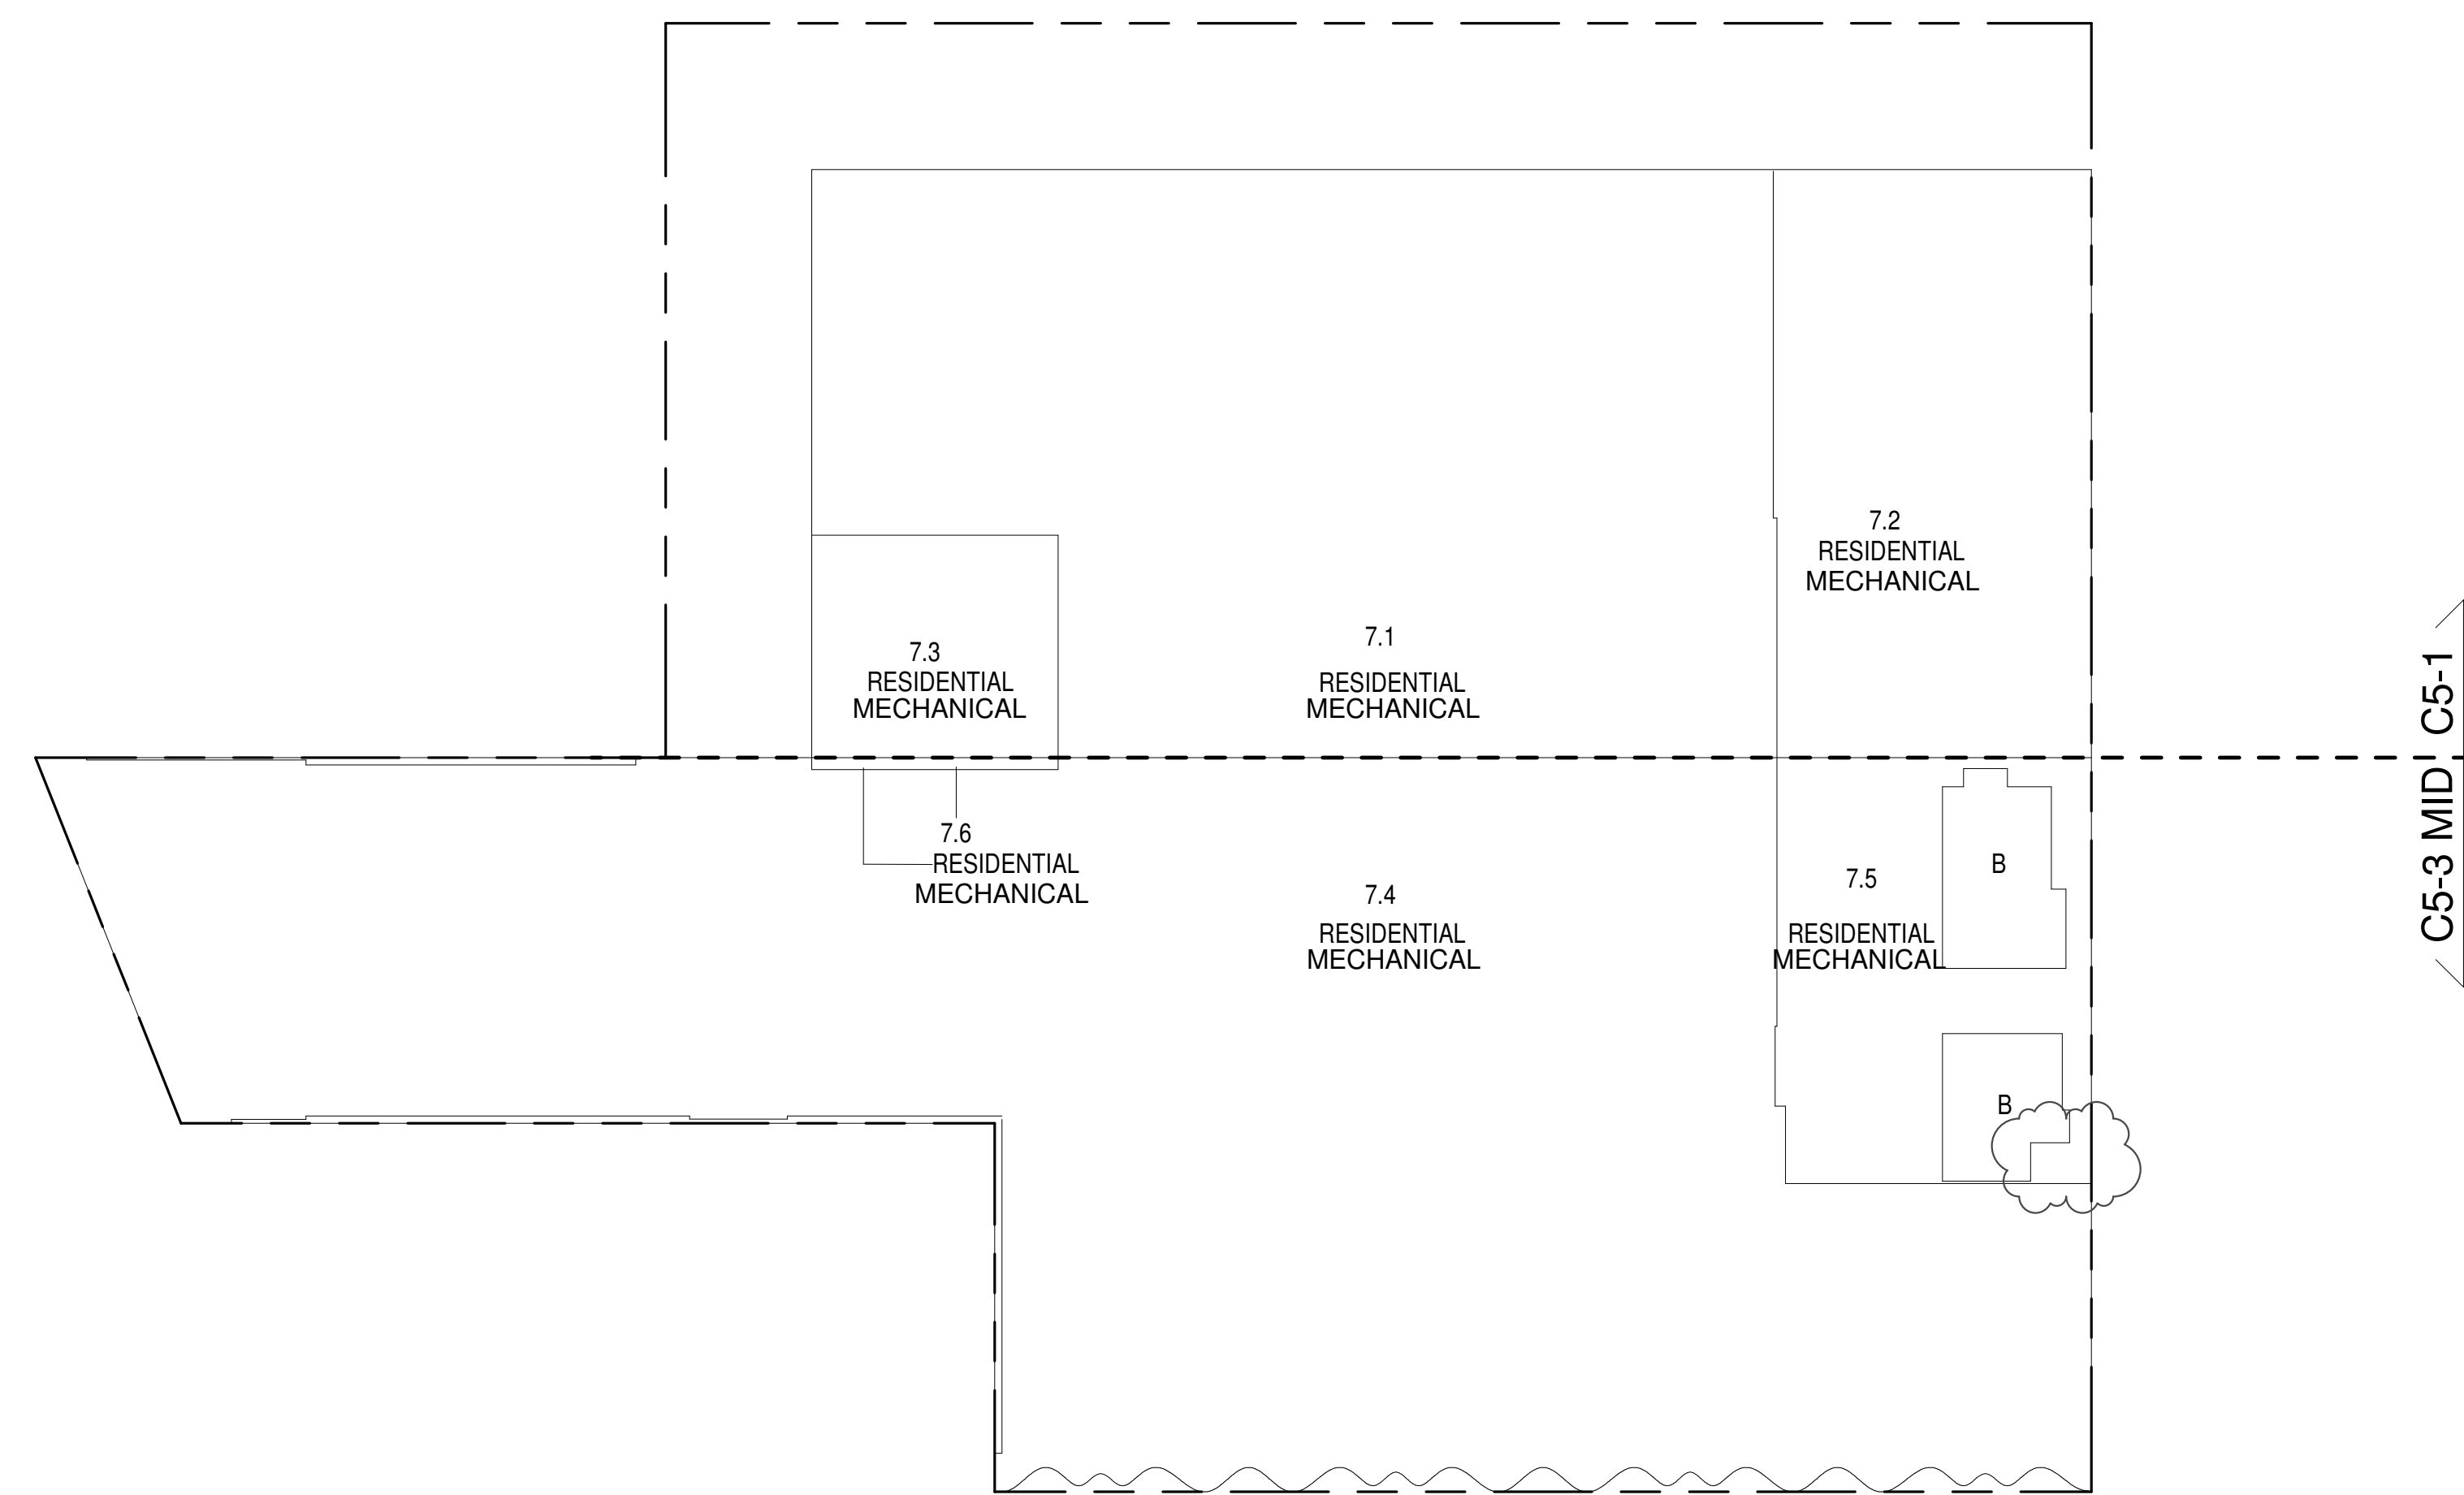 7.2
RESIDENTIAL
MECHANICAL
7.3
RESIDENTIAL
MECHANICAL
7.1
RESIDENTIAL
MECHANICAL
C5-3 MID C5-1
7.6
RESIDENTIAL
MECHANICAL
7.4
RESIDENTIAL
MECHANICAL
7.5
RESIDENTIAL
MECHANICAL
B
B